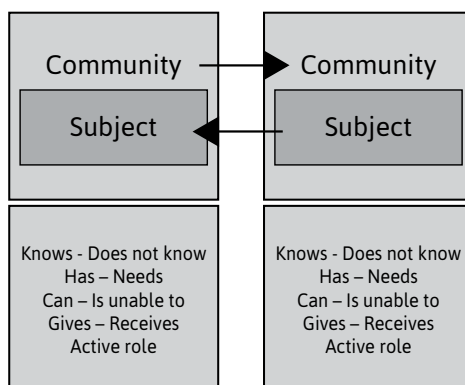 Community
Subject
Community
Subject
Knows - Does not know
Has – Needs
Can – Is unable to
Gives – Receives
Active role
Knows - Does not know
Has – Needs
Can – Is unable to
Gives – Receives
Active role